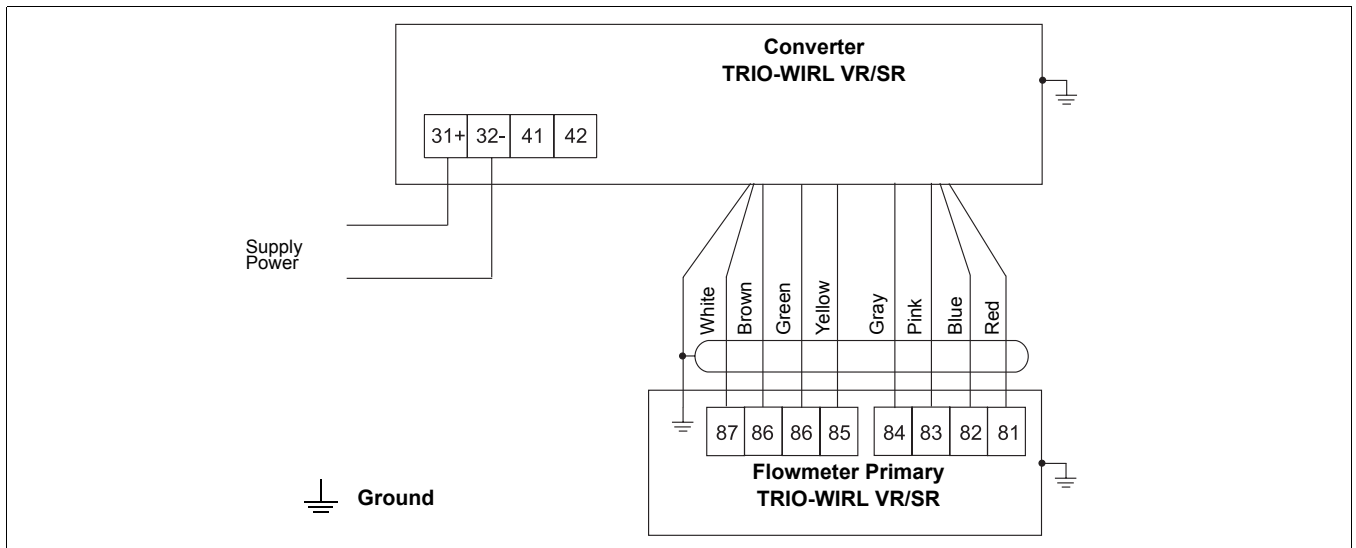 Converter
TRIO-WIRL VR/SR
31+ 32- 41 42
Supply
Power
White
Brown
Green
Yellow
Gray
Pink
Blue
Red
87 86 86 85 84 83 82 81
Flowmeter Primary
TRIO-WIRL VR/SR
Ground